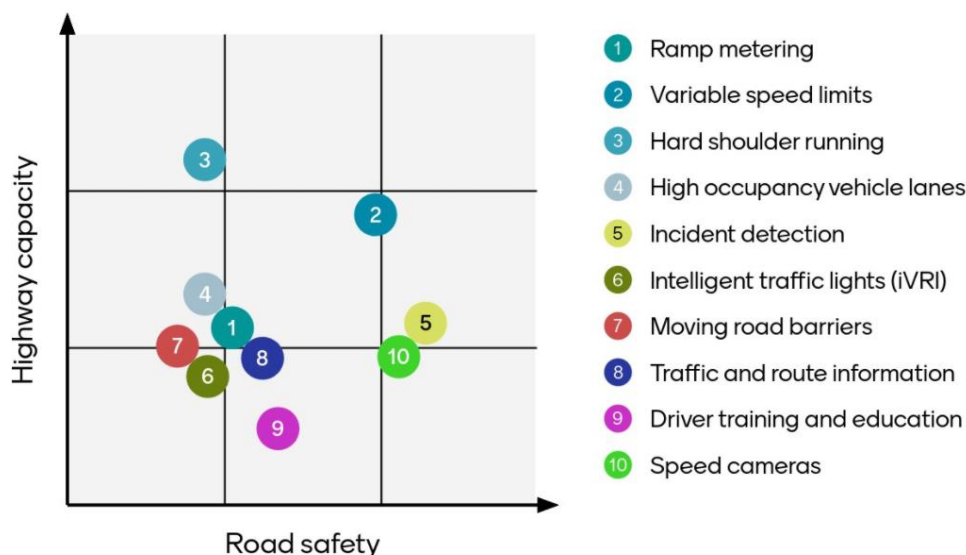 Highway capacity
3
2
4
1
5
7
8
10
6
9
Road safety
1 Ramp metering
2 Variable speed limits
3 Hard shoulder running
4 High occupancy vehicle lanes
5 Incident detection
6 Intelligent traffic lights (iVRI)
7 Moving road barriers
8 Traffic and route information
9 Driver training and education
10 Speed cameras